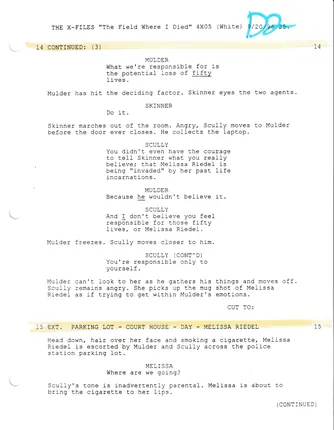 THE X-FILES "The Field Where I Died" 4X05 (White) 9/20/96 25.
14 CONTINUED: (3) 14
MULDER
What we're responsible for is
the potential loss of fifty
lives.
Mulder has hit the deciding factor. Skinner eyes the two agents.
SKINNER
Do it.
Skinner marches out of the room. Angry, Scully moves to Mulder
before the door ever closes. He collects the laptop.
SCULLY
You didn't even have the courage
to tell Skinner what you really
believe; that Melissa Riedel is
being "invaded" by her past life
incarnations.
MULDER
Because he wouldn't believe it.
SCULLY
And I don't believe you feel
responsible for those fifty
lives, or Melissa Riedel.
Mulder freezes. Scully moves closer to him.
SCULLY (CONT'D)
You're responsible only to
yourself.
Mulder can't look to her as he gathers his things and moves off.
Scully remains angry. She picks up the mug shot of Melissa
Riedel as if trying to get within Mulder's emotions.
CUT TO:
15 EXT. PARKING LOT - COURT HOUSE - DAY - MELISSA RIEDEL 15
Head down, hair over her face and smoking a cigarette, Melissa
Riedel is escorted by Mulder and Scully across the police
station parking lot.
MELISSA
Where are we going?
Scully's tone is inadvertently parental. Melissa is about to
bring the cigarette to her lips.
(CONTINUED)